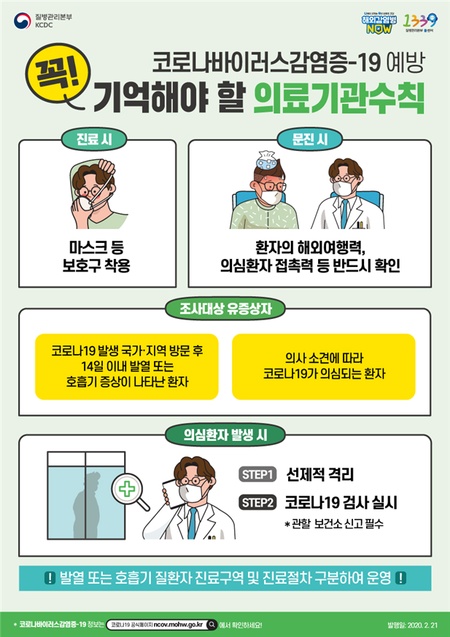 질병관리본부
KCDC
해외감염병
NOW
1339
질병관리본부 콜센터
꼭!
코로나바이러스감염증-19 예방
기억해야 할 의료기관수칙
진료 시
마스크 등
보호구 착용
문진 시
환자의 해외여행력,
의심환자 접촉력 등 반드시 확인
조사대상 유증상자
코로나19 발생 국가·지역 방문 후
14일 이내 발열 또는
호흡기 증상이 나타난 환자
의사 소견에 따라
코로나19가 의심되는 환자
의심환자 발생 시
STEP1 선제적 격리
STEP2 코로나19 검사 실시
* 관할 보건소 신고 필수
! 발열 또는 호흡기 질환자 진료구역 및 진료절차 구분하여 운영 !
* 코로나바이러스감염증-19 정보는 코로나19 공식페이지 ncov.mohw.go.kr 에서 확인하세요!
발행일: 2020. 2. 21